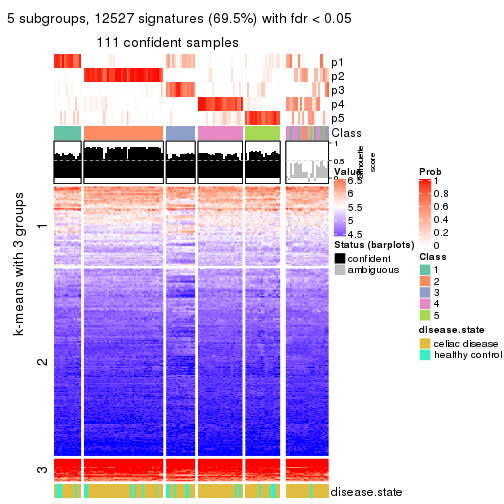 5 subgroups, 12527 signatures (69.5%) with fdr < 0.05
111 confident samples
p1
p2
p3
p4
p5
Class
1
0.5
0
silhouette
score
k-means with 3 groups
1
2
3
Value
6.5
6
5.5
5
4.5
Status (barplots)
confident
ambiguous
Prob
1
0.8
0.6
0.4
0.2
0
Class
1
2
3
4
5
disease.state
celiac disease
healthy control
disease.state